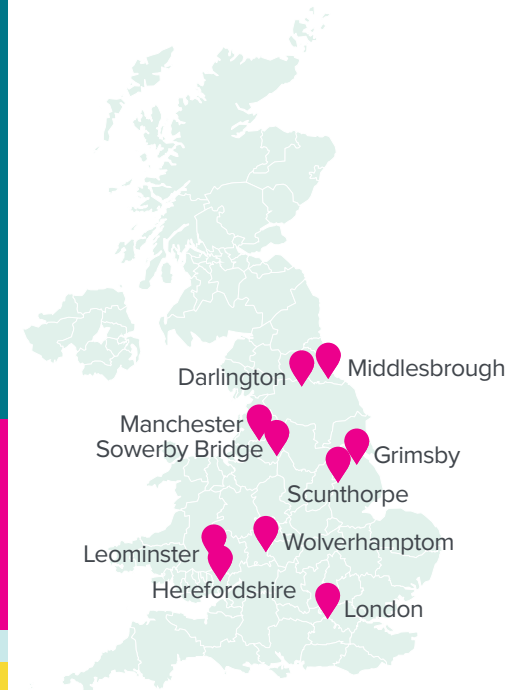 Middlesbrough
Darlington
Manchester
Sowerby Bridge
Grimsby
Scunthorpe
Wolverhamptom
Leominster
Herefordshire
London